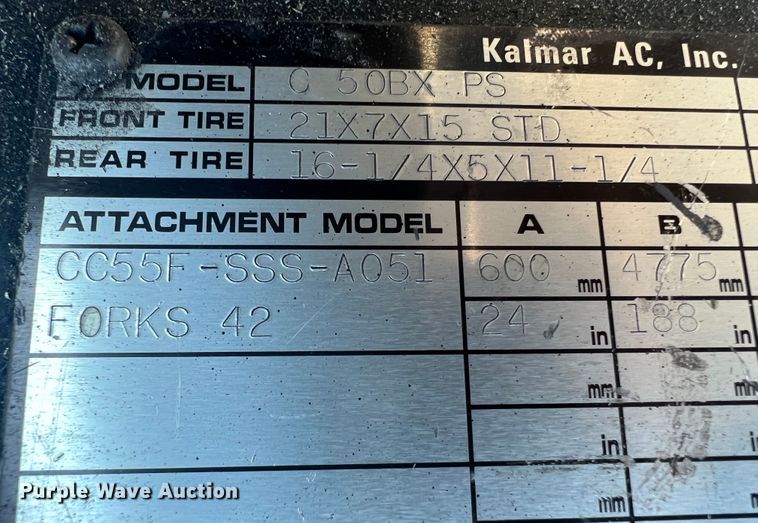 Kalmar AC, Inc.
MODEL C 50BX PS
FRONT TIRE 21X7X15 STD
REAR TIRE 16-1/4X5X11-1/4
ATTACHMENT MODEL A B
CC55F-SSS-A051 600 mm 4775 mm
FORKS 42 24 in 188 in
mm mm
in in
mm mm
Purple Wave Auction